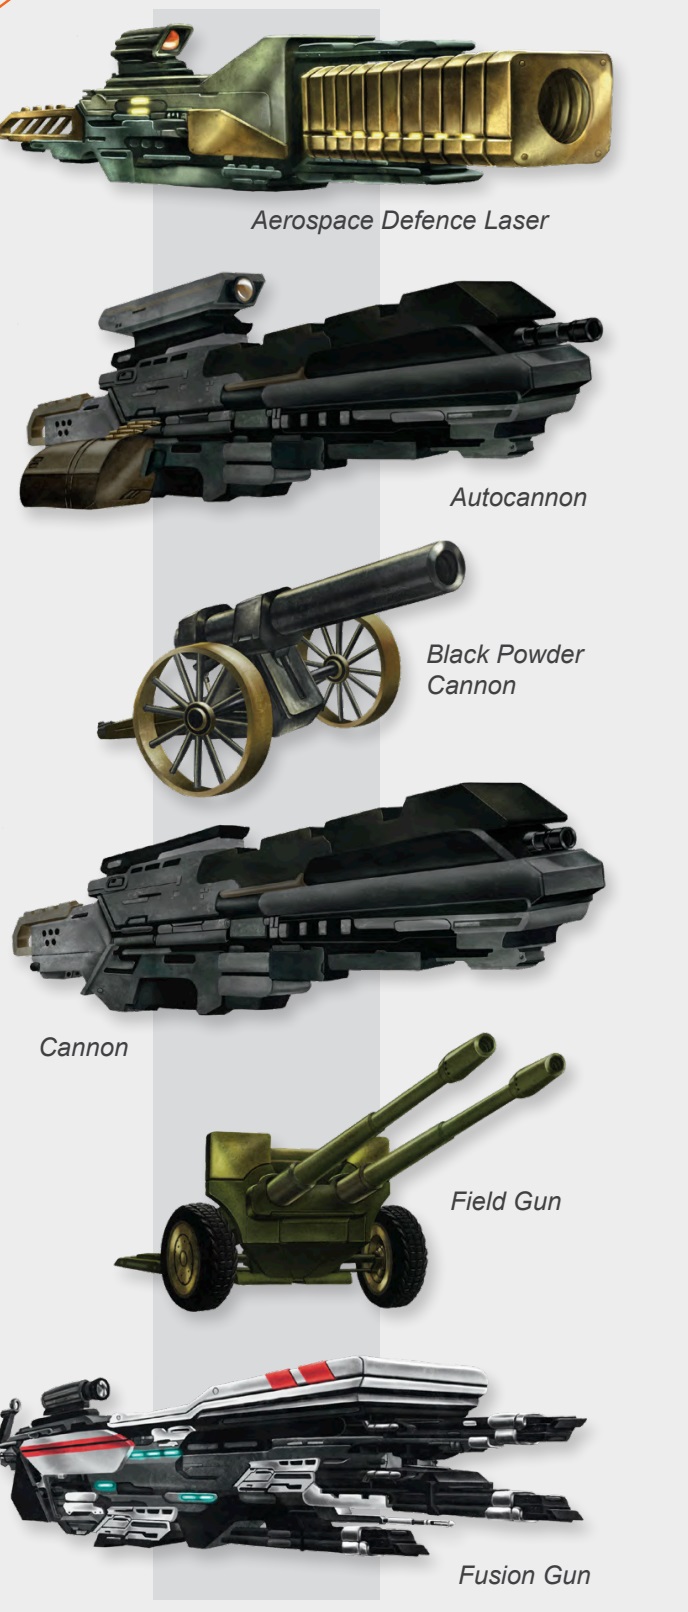 Aerospace Defence Laser
Autocannon
Black Powder
Cannon
Cannon
Field Gun
Fusion Gun